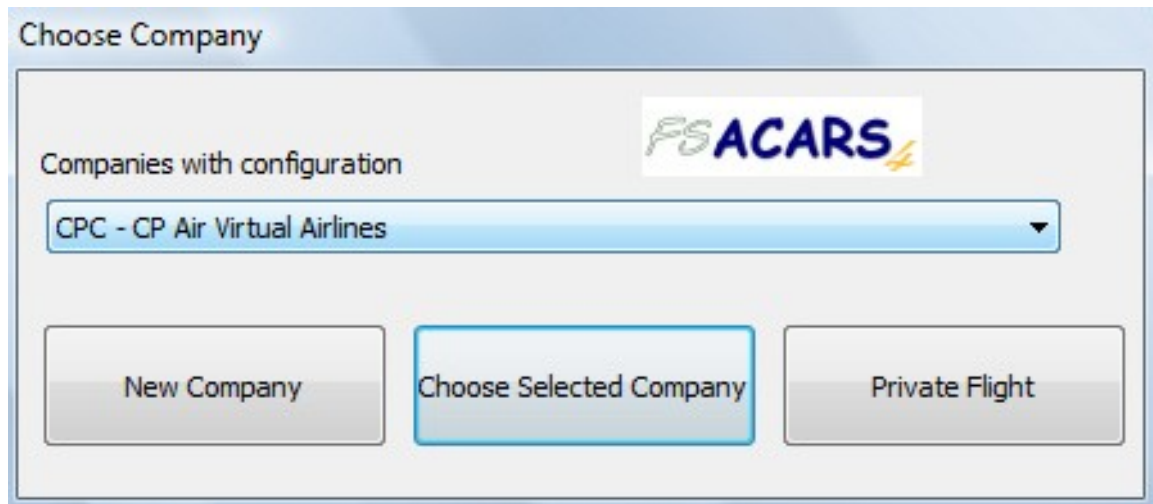 Choose Company
FSACARS4
Companies with configuration
CPC - CP Air Virtual Airlines
New Company
Choose Selected Company
Private Flight